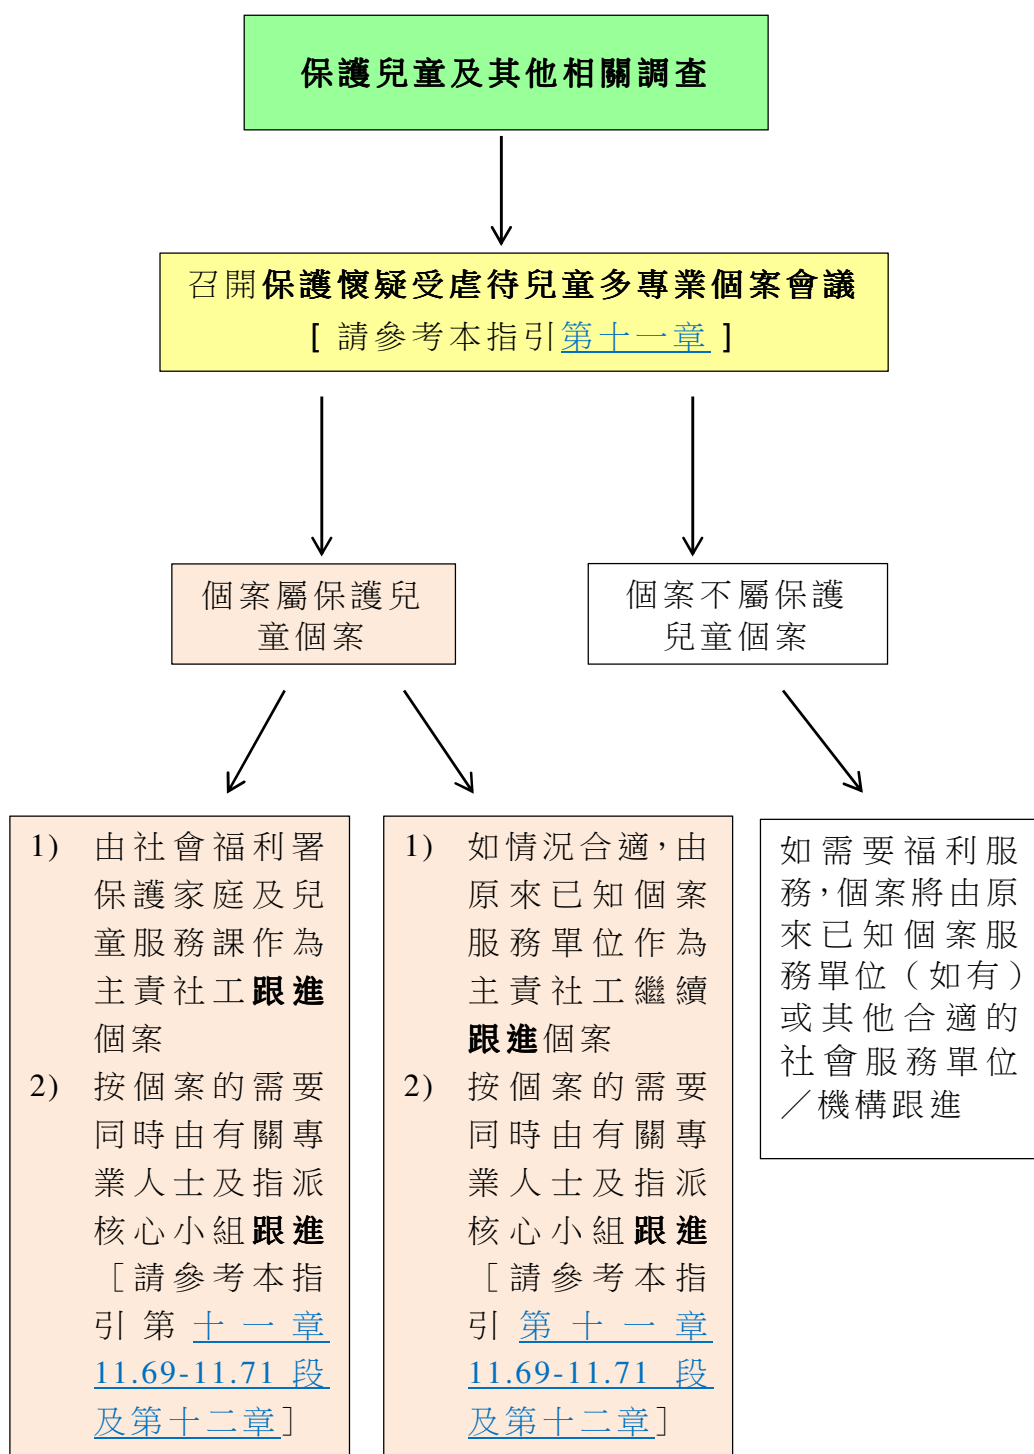 保護兒童及其他相關調查
召開保護懷疑受虐待兒童多專業個案會議
[ 請參考本指引第十一章 ]
個案屬保護兒
童個案
個案不屬保護
兒童個案
1) 由社會福利署
保護家庭及兒
童服務課作為
主責社工跟進
個案
2) 按個案的需要
同時由有關專
業人士及指派
核心小組跟進
［請參考本指
引第十一章
11.69-11.71 段
及第十二章］
1) 如情況合適，由
原來已知個案
服務單位作為
主責社工繼續
跟進個案
2) 按個案的需要
同時由有關專
業人士及指派
核心小組跟進
［請參考本指
引第十一章
11.69-11.71 段
及第十二章］
如需要福利服
務，個案將由原
來已知個案服
務單位（如有）
或其他合適的
社會服務單位
／機構跟進